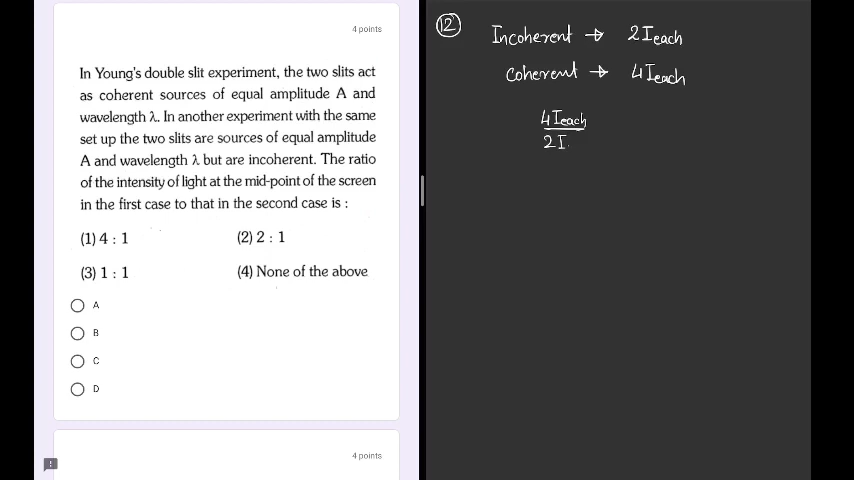 4 points
In Young's double slit experiment, the two slits act
as coherent sources of equal amplitude A and
wavelength λ. In another experiment with the same
set up the two slits are sources of equal amplitude
A and wavelength λ but are incoherent. The ratio
of the intensity of light at the mid-point of the screen
in the first case to that in the second case is :
(1) 4 : 1 (2) 2 : 1
(3) 1 : 1 (4) None of the above
A
B
C
D
4 points
12
Incoherent → 2Ieach
Coherent → 4Ieach
4Ieach
2I